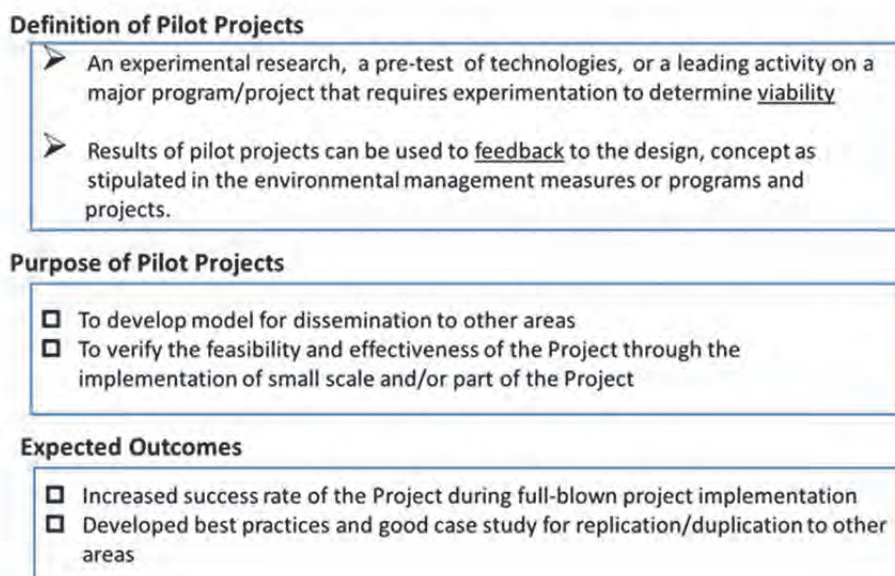 Definition of Pilot Projects
An experimental research, a pre-test of technologies, or a leading activity on a
major program/project that requires experimentation to determine viability
Results of pilot projects can be used to feedback to the design, concept as
stipulated in the environmental management measures or programs and
projects.
Purpose of Pilot Projects
To develop model for dissemination to other areas
To verify the feasibility and effectiveness of the Project through the
implementation of small scale and/or part of the Project
Expected Outcomes
Increased success rate of the Project during full-blown project implementation
Developed best practices and good case study for replication/duplication to other
areas